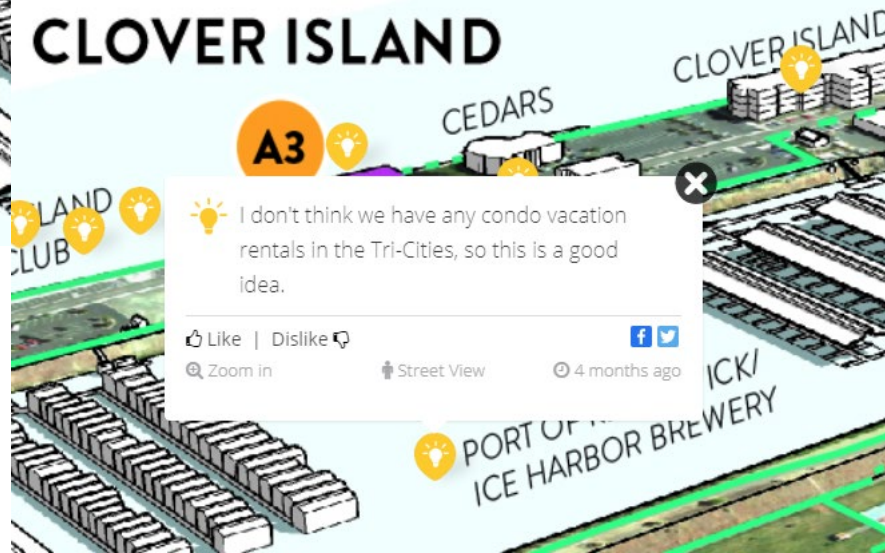 CLOVER ISLAND
CLOVER ISLAND
CEDARS
A3
LAND
CLUB
I don't think we have any condo vacation
rentals in the Tri-Cities, so this is a good
idea.
Like | Dislike
Zoom in
Street View
4 months ago
PORT OF
ICK/
ICE HARBOR BREWERY